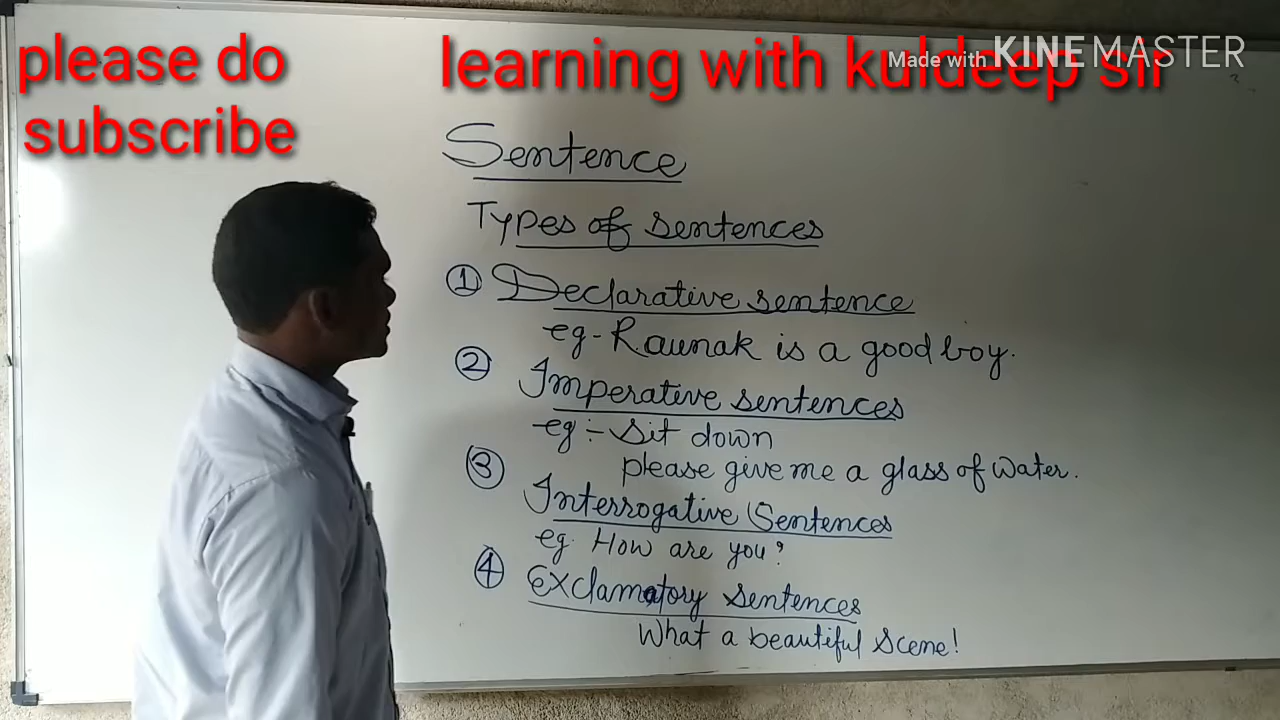 please do
subscribe
learning with kuldeep sir
Made with KINEMASTER
Sentence
Types of sentences
① Declarative sentence
eg - Raunak is a good boy.
② Imperative sentences
eg :- Sit down
please give me a glass of water.
③ Interrogative Sentences
eg. How are you?
④ Exclamatory sentences
What a beautiful scene!